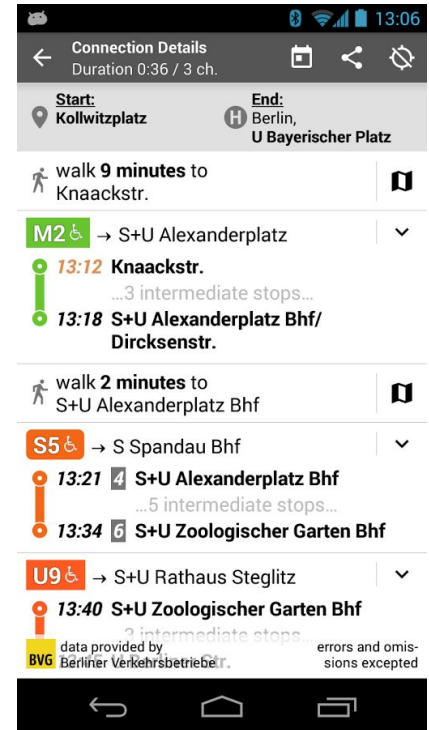 13:06
Connection Details
Duration 0:36 / 3 ch.
Start:
Kollwitzplatz
End:
H Berlin,
U Bayerischer Platz
walk 9 minutes to
Knaackstr.
M2 → S+U Alexanderplatz
13:12 Knaackstr.
...3 intermediate stops...
13:18 S+U Alexanderplatz Bhf/
Dircksenstr.
walk 2 minutes to
S+U Alexanderplatz Bhf
S5 → S Spandau Bhf
13:21 4 S+U Alexanderplatz Bhf
...5 intermediate stops...
13:34 6 S+U Zoologischer Garten Bhf
U9 → S+U Rathaus Steglitz
13:40 S+U Zoologischer Garten Bhf
...3 intermediate stops...
BVG data provided by
Berliner Verkehrsbetriebe
errors and omis-
sions excepted